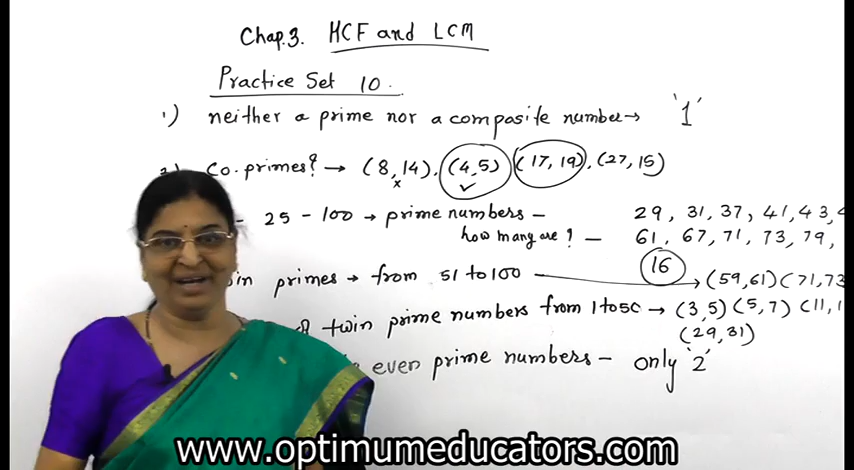 Chap.3. HCF and LCM
Practice Set 10.
1) neither a prime nor a composite number → '1'
Co.primes? → (8,14), (4,5), (17,19), (27,15)
x ✓
- 25 - 100 → prime numbers - 29, 31, 37, 41, 43, 4
how many are? - 61, 67, 71, 73, 79,
16
in primes → from 51 to 100 → (59,61) (71,73
twin prime numbers from 1 to 50 → (3,5) (5,7) (11,1
(29,31)
even prime numbers - only '2'
www.optimumeducators.com